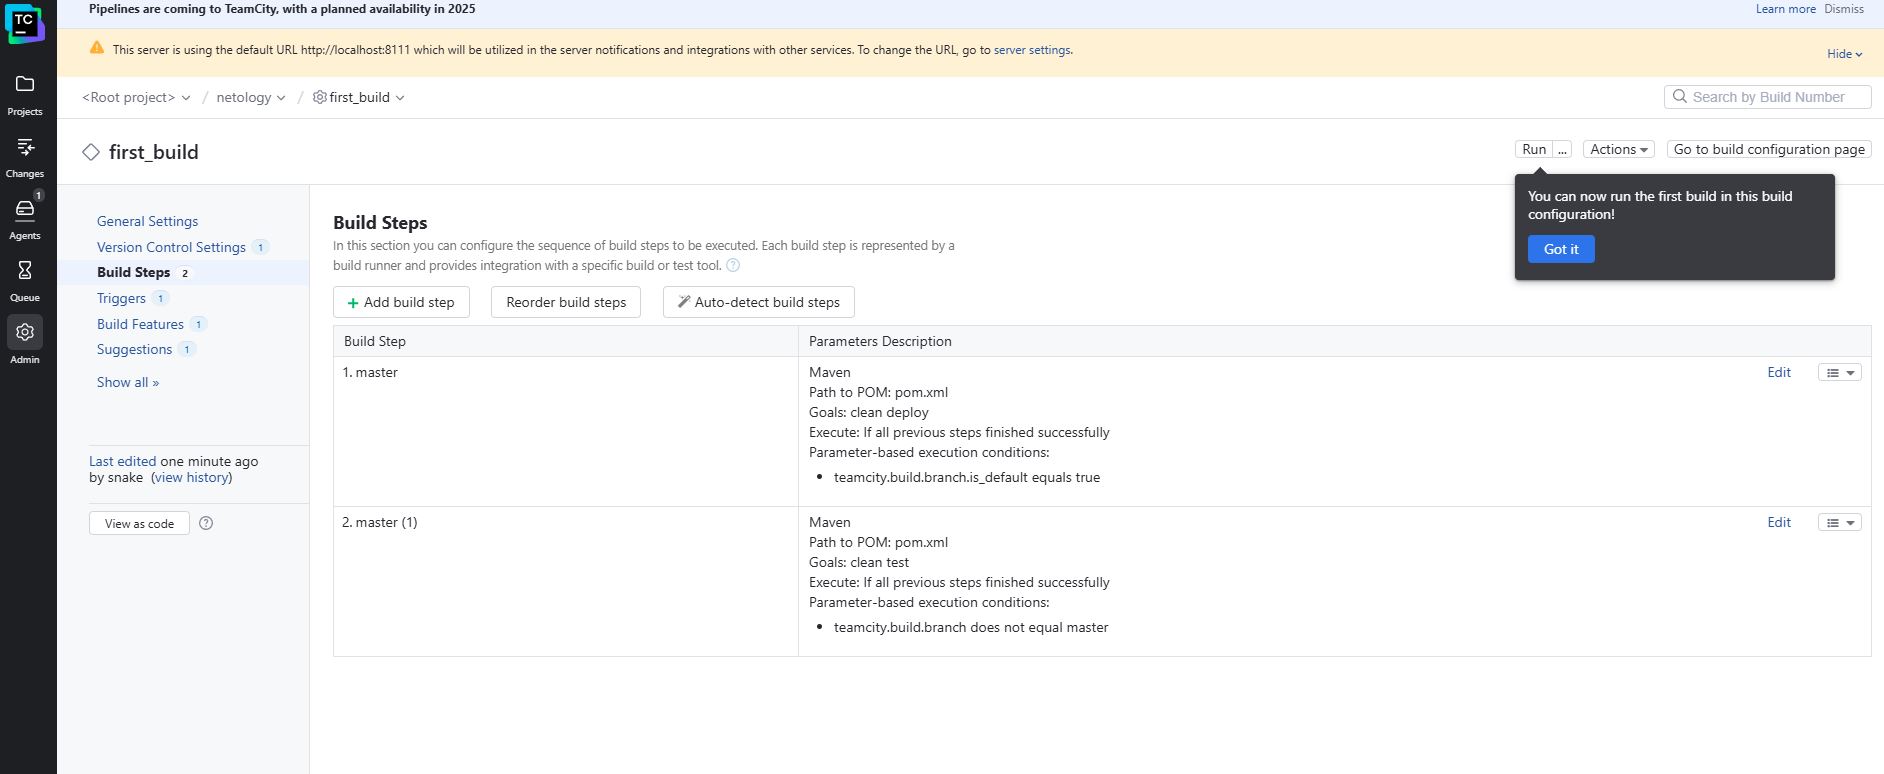 Pipelines are coming to TeamCity, with a planned availability in 2025
Learn more Dismiss
TC
This server is using the default URL http://localhost:8111 which will be utilized in the server notifications and integrations with other services. To change the URL, go to server settings.
Hide
Projects
Changes
1
Agents
Queue
Admin
<Root project> / netology / first_build
Search by Build Number
first_build
Run ... Actions Go to build configuration page
You can now run the first build in this build
configuration!
Got it
General Settings
Version Control Settings 1
Build Steps 2
Triggers 1
Build Features 1
Suggestions 1
Show all »
Last edited one minute ago
by snake (view history)
View as code ?
Build Steps
In this section you can configure the sequence of build steps to be executed. Each build step is represented by a
build runner and provides integration with a specific build or test tool. ?
+ Add build step Reorder build steps Auto-detect build steps
Build Step Parameters Description
1. master Maven Edit
Path to POM: pom.xml
Goals: clean deploy
Execute: If all previous steps finished successfully
Parameter-based execution conditions:
• teamcity.build.branch.is_default equals true
2. master (1) Maven Edit
Path to POM: pom.xml
Goals: clean test
Execute: If all previous steps finished successfully
Parameter-based execution conditions:
• teamcity.build.branch does not equal master